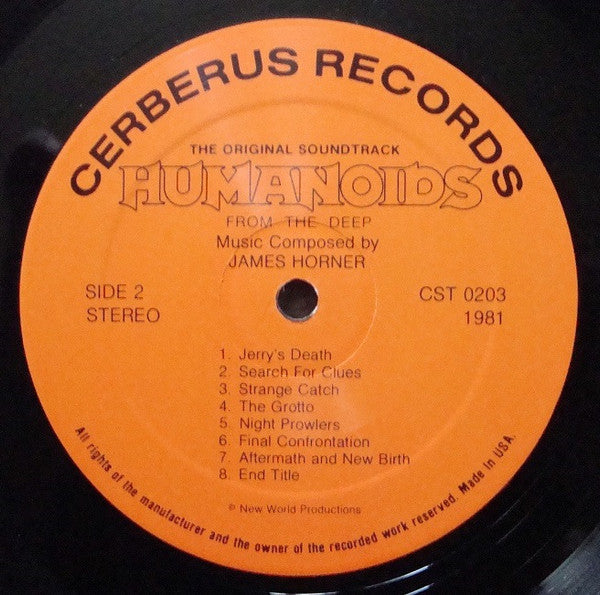 CERBERUS RECORDS
THE ORIGINAL SOUNDTRACK
HUMANOIDS
FROM THE DEEP
Music Composed by
JAMES HORNER
SIDE 2
STEREO
CST 0203
1981
1. Jerry's Death
2. Search For Clues
3. Strange Catch
4. The Grotto
5. Night Prowlers
6. Final Confrontation
7. Aftermath and New Birth
8. End Title
© New World Productions
All rights of the manufacturer and the owner of the recorded work reserved. Made In USA.